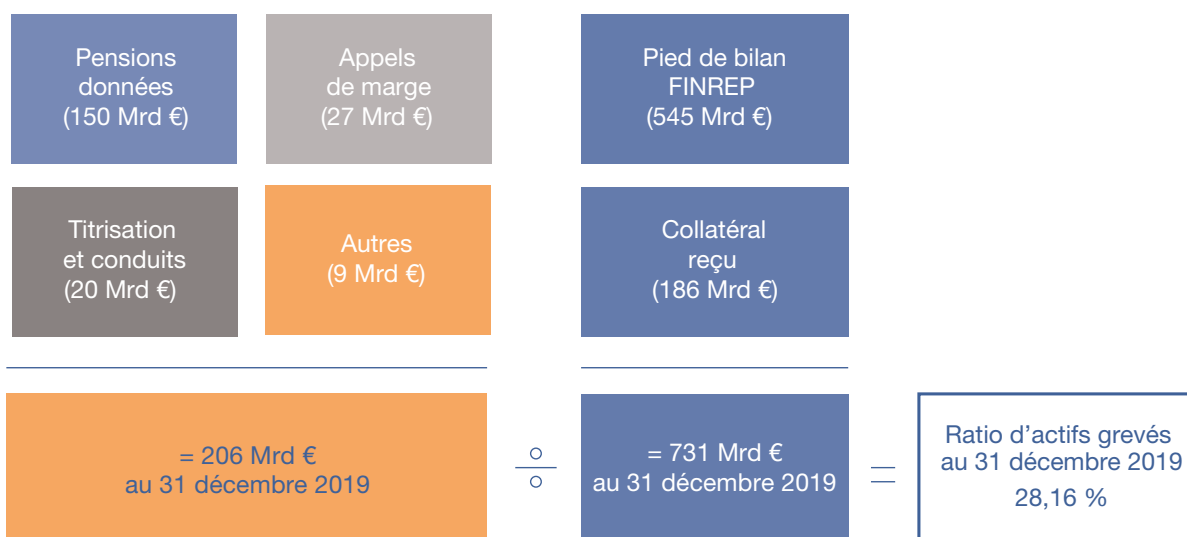 Pensions
données
(150 Mrd €)
Appels
de marge
(27 Mrd €)
Pied de bilan
FINREP
(545 Mrd €)
Titrisation
et conduits
(20 Mrd €)
Autres
(9 Mrd €)
Collatéral
reçu
(186 Mrd €)
= 206 Mrd €
au 31 décembre 2019
= 731 Mrd €
au 31 décembre 2019
=
Ratio d’actifs grevés
au 31 décembre 2019
28,16 %